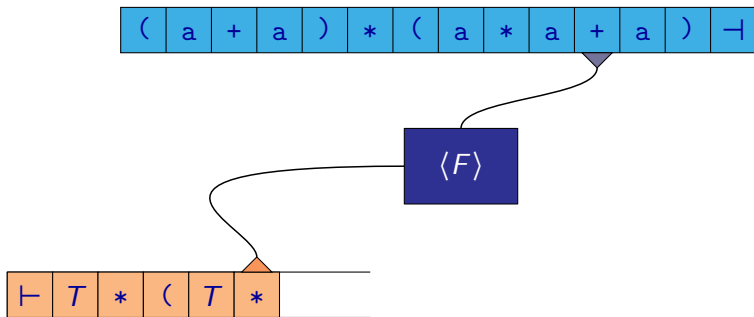 ( a + a ) * ( a * a + a ) ⊣
⟨F⟩
⊢ T * ( T *